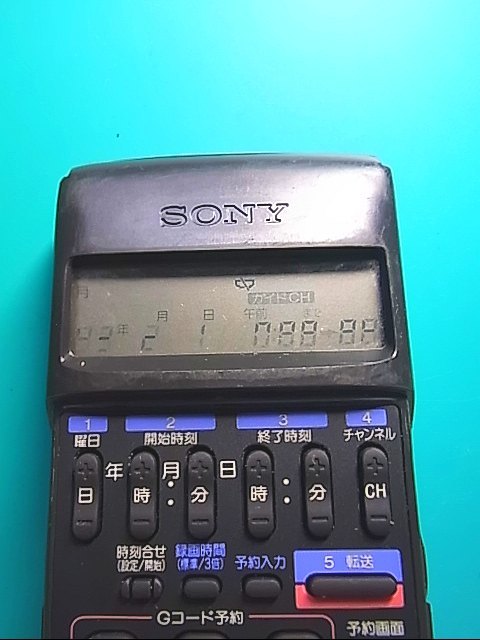 SONY
月
ガイドCH
年 月 日 午前 まで
1 2 3 4
曜日 開始時刻 終了時刻 チャンネル
年 月 日
日 時 : 分 時 : 分 CH
時刻合せ 録画時間 予約入力 5 転送
(設定/開始) (標準/3倍)
Gコード予約 予約画面